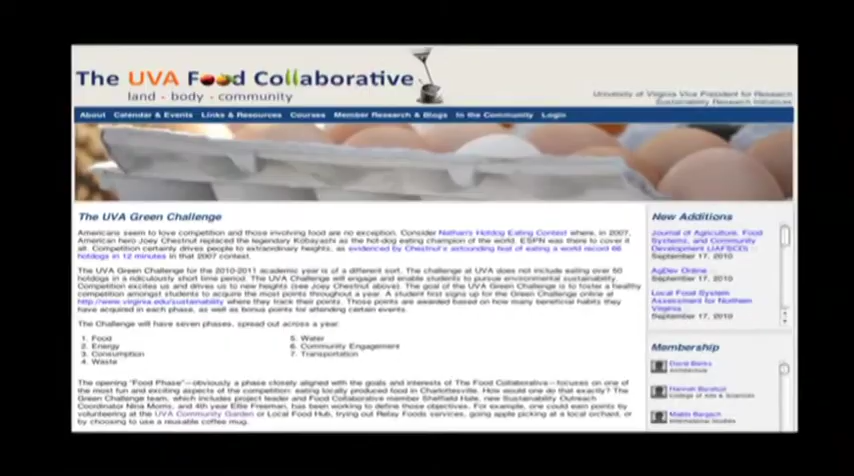 The UVA Food Collaborative
land - body - community
University of Virginia Vice President for Research
Sustainability Research Initiatives
About Calendar & Events Links & Resources Courses Member Research & Blogs In the Community Login
The UVA Green Challenge
Americans seem to love competition and those involving food are no exception. Consider Nathan's Hotdog Eating Contest where, in 2007,
American hero Joey Chestnut replaced the legendary Kobayashi as the hot-dog eating champion of the world. ESPN was there to cover it
all. Competition certainly drives people to extraordinary heights, as evidenced by Chestnut's astounding feat of eating a world record 66
hotdogs in 12 minutes in that 2007 contest.
The UVA Green Challenge for the 2010-2011 academic year is of a different sort. The challenge at UVA does not include eating over 60
hotdogs in a ridiculously short time period. The UVA Challenge will engage and enable students to pursue environmental sustainability.
Competition excites us and drives us to new heights (see Joey Chestnut above). The goal of the UVA Green Challenge is to foster a healthy
competition amongst students to acquire the most points throughout a year. A student first signs up for the Green Challenge online at
http://www.virginia.edu/sustainability where they track their points. Those points are awarded based on how many beneficial habits they
have acquired in each phase, as well as bonus points for attending certain events.
The Challenge will have seven phases, spread out across a year:
1. Food
2. Energy
3. Consumption
4. Waste
5. Water
6. Community Engagement
7. Transportation
The opening "Food Phase"—obviously a phase closely aligned with the goals and interests of The Food Collaborative—focuses on one of
the most fun and exciting aspects of the competition: eating locally produced food in Charlottesville. How would one do that exactly? The
Green Challenge team, which includes project leader and Food Collaborative member Sheffield Hale, new Sustainability Outreach
Coordinator Nina Morris, and 4th year Ellie Freeman, has been working to define those objectives. For example, one could earn points by
volunteering at the UVA Community Garden or Local Food Hub, trying out Relay Foods services, going apple picking at a local orchard, or
by choosing to use a reusable coffee mug.
New Additions
Journal of Agriculture, Food
Systems, and Community
Development (JAFSCD)
September 17, 2010
AgDev Online
September 17, 2010
Local Food System
Assessment for Northern
Virginia
September 17, 2010
Membership
Architecture
Hannah
College of Arts & Sciences
International Studies